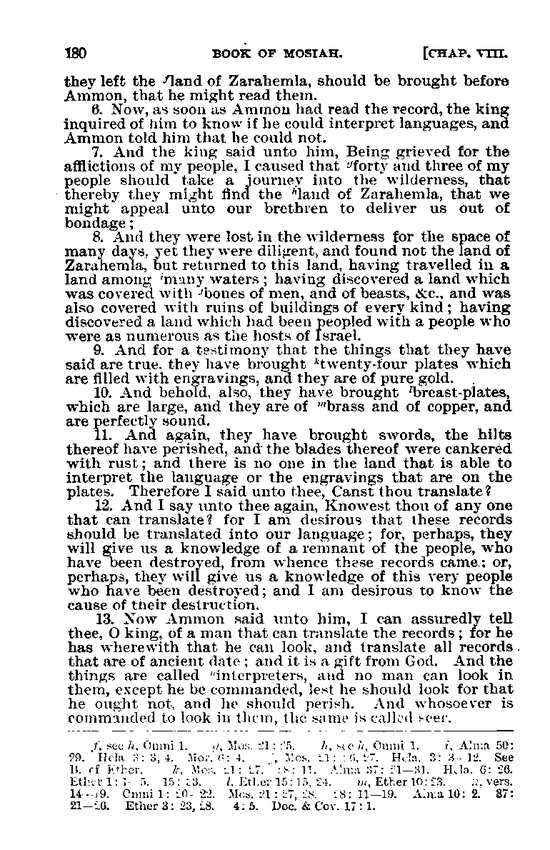 180 BOOK OF MOSIAH. [CHAP. VIII.
they left the fland of Zarahemla, should be brought before
Ammon, that he might read them.
6. Now, as soon as Ammon had read the record, the king
inquired of him to know if he could interpret languages, and
Ammon told him that he could not.
7. And the king said unto him, Being grieved for the
afflictions of my people, I caused that gforty and three of my
people should take a journey into the wilderness, that
thereby they might find the hland of Zarahemla, that we
might appeal unto our brethren to deliver us out of
bondage;
8. And they were lost in the wilderness for the space of
many days, yet they were diligent, and found not the land of
Zarahemla, but returned to this land, having travelled in a
land among imany waters; having discovered a land which
was covered with jbones of men, and of beasts, &c., and was
also covered with ruins of buildings of every kind; having
discovered a land which had been peopled with a people who
were as numerous as the hosts of Israel.
9. And for a testimony that the things that they have
said are true. they have brought ktwenty-four plates which
are filled with engravings, and they are of pure gold.
10. And behold, also, they have brought lbreast-plates,
which are large, and they are of mbrass and of copper, and
are perfectly sound.
11. And again, they have brought swords, the hilts
thereof have perished, and the blades thereof were cankered
with rust; and there is no one in the land that is able to
interpret the language or the engravings that are on the
plates. Therefore I said unto thee, Canst thou translate?
12. And I say unto thee again, Knowest thou of any one
that can translate? for I am desirous that these records
should be translated into our language; for, perhaps, they
will give us a knowledge of a remnant of the people, who
have been destroyed, from whence these records came; or,
perhaps, they will give us a knowledge of this very people
who have been destroyed; and I am desirous to know the
cause of their destruction.
13. Now Ammon said unto him, I can assuredly tell
thee, O king, of a man that can translate the records; for he
has wherewith that he can look, and translate all records
that are of ancient date; and it is a gift from God. And the
things are called ninterpreters, and no man can look in
them, except he be commanded, lest he should look for that
he ought not, and he should perish. And whosoever is
commanded to look in them, the same is called seer.
f, see h, Omni 1. g, Mos. 21:25. h, see h, Omni 1. i, Alma 50:
29. Hela. 3:3, 4. Mor. 6:4. Mos. 21:26, 27. Hela. 3:3-12. See
Ether. k, Mos. 21:27. 28:11. Alma 37:21—31. Hela. 6:26.
Ether 1:1-5. 15:33. l, Ether 15:15, 24. m, Ether 10:23. vers.
14 Omni 1:20-22. Mos. 21:27, 28. 28:11—19. Alma 10:2. 37:
21—26. Ether 3:23, 28. 4:5. Doc. & Cov. 17:1.